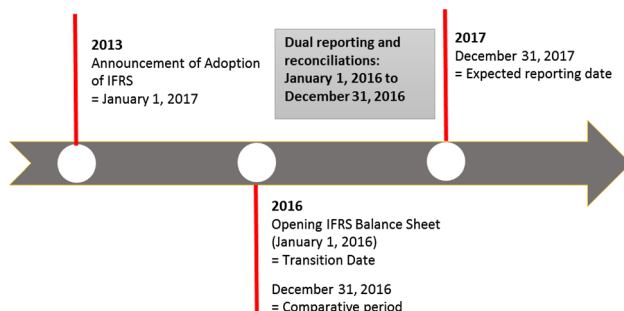 2013
Announcement of Adoption
of IFRS
= January 1, 2017
Dual reporting and
reconciliations:
January 1, 2016 to
December 31, 2016
2017
December 31, 2017
= Expected reporting date
2016
Opening IFRS Balance Sheet
(January 1, 2016)
= Transition Date
December 31, 2016
= Comparative period